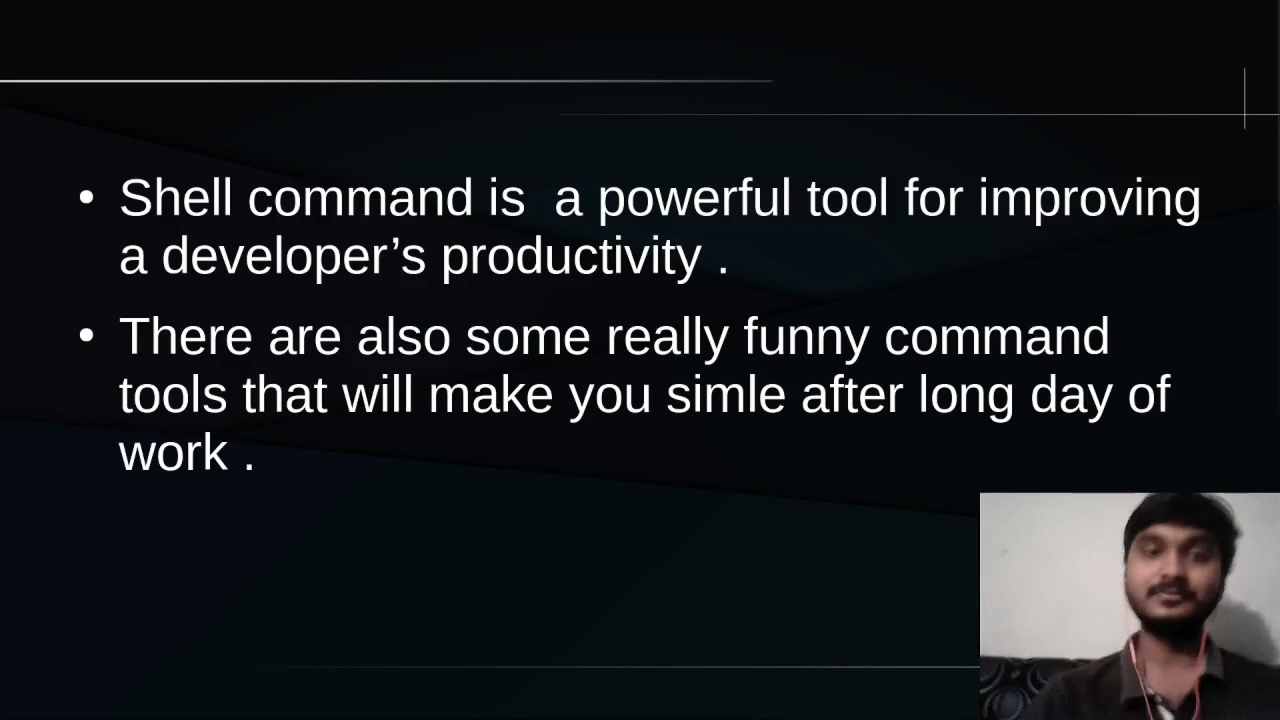 • Shell command is  a powerful tool for improving
a developer’s productivity .
• There are also some really funny command
tools that will make you simle after long day of
work .